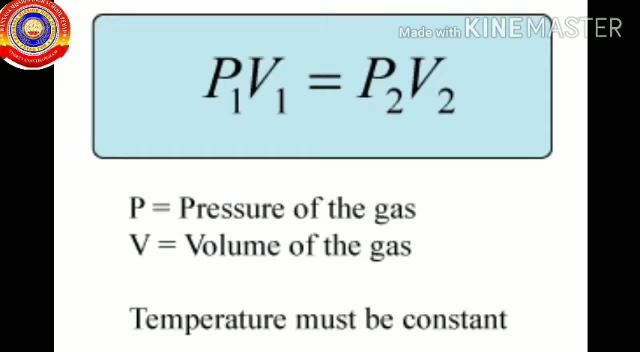 Made with KINEMASTER
P₁V₁ = P₂V₂
P = Pressure of the gas
V = Volume of the gas
Temperature must be constant